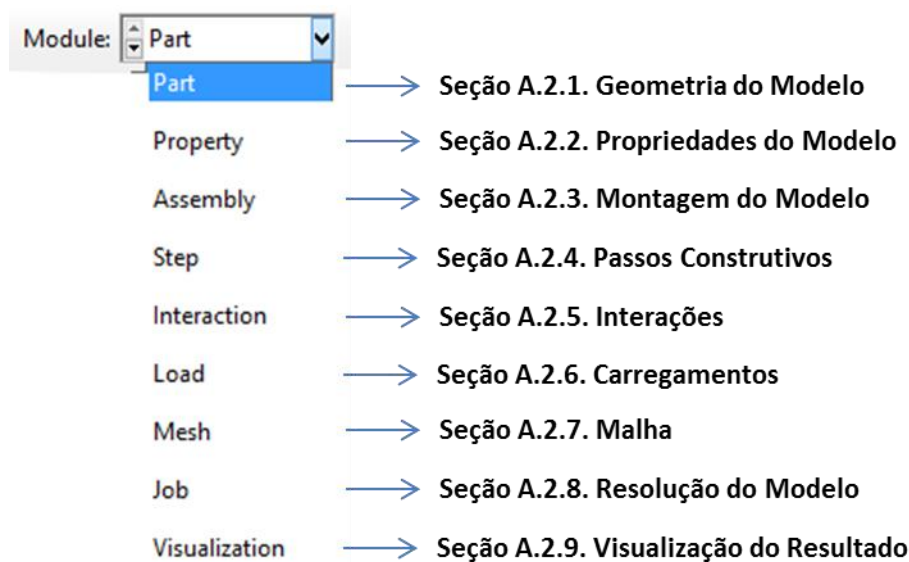 Module: Part
Part Seção A.2.1. Geometria do Modelo
Property Seção A.2.2. Propriedades do Modelo
Assembly Seção A.2.3. Montagem do Modelo
Step Seção A.2.4. Passos Construtivos
Interaction Seção A.2.5. Interações
Load Seção A.2.6. Carregamentos
Mesh Seção A.2.7. Malha
Job Seção A.2.8. Resolução do Modelo
Visualization Seção A.2.9. Visualização do Resultado